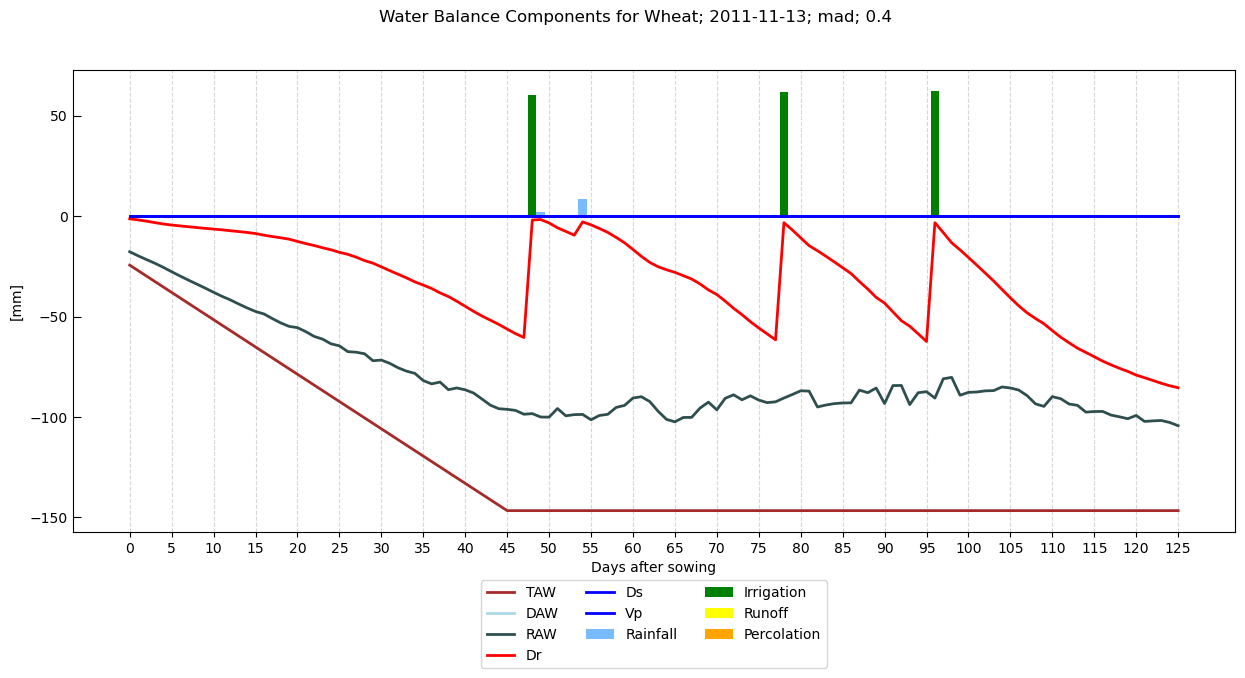 Water Balance Components for Wheat; 2011-11-13; mad; 0.4
50
0
−50
−100
−150
[mm]
0 5 10 15 20 25 30 35 40 45 50 55 60 65 70 75 80 85 90 95 100 105 110 115 120 125
Days after sowing
TAW Ds Irrigation
DAW Vp Runoff
RAW Rainfall Percolation
Dr